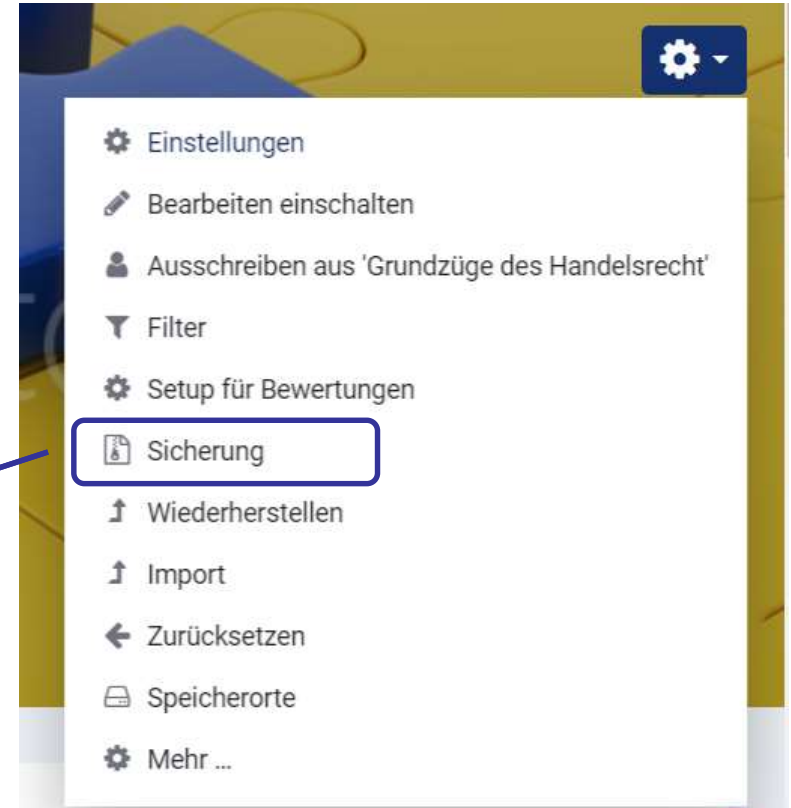 Einstellungen
Bearbeiten einschalten
Ausschreiben aus 'Grundzüge des Handelsrecht'
Filter
Setup für Bewertungen
Sicherung
Wiederherstellen
Import
Zurücksetzen
Speicherorte
Mehr ...